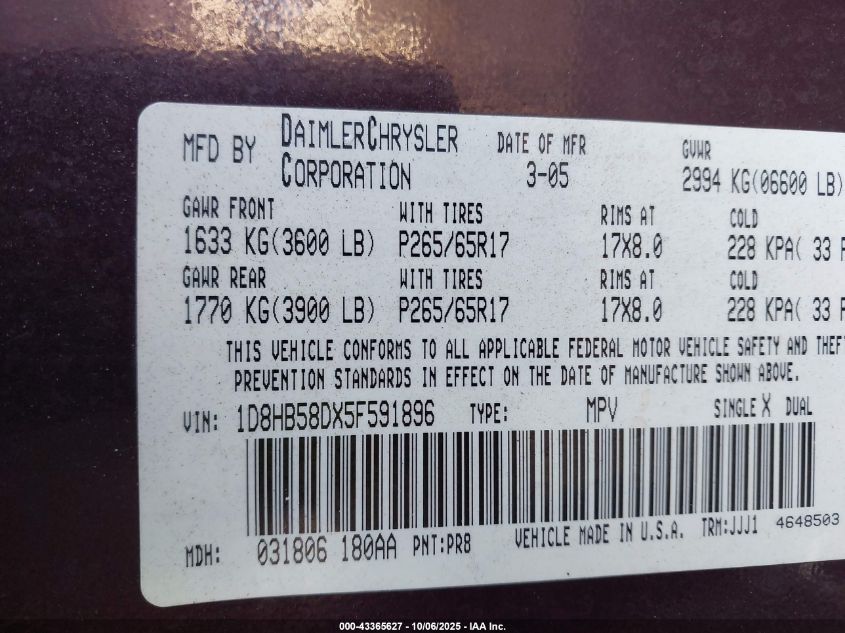 MFD BY DAIMLERCHRYSLER CORPORATION DATE OF MFR 3-05 GVWR 2994 KG(06600 LB)
GAWR FRONT WITH TIRES RIMS AT COLD
1633 KG(3600 LB) P265/65R17 17X8.0 228 KPA( 33 P
GAWR REAR WITH TIRES RIMS AT COLD
1770 KG(3900 LB) P265/65R17 17X8.0 228 KPA( 33 P
THIS VEHICLE CONFORMS TO ALL APPLICABLE FEDERAL MOTOR VEHICLE SAFETY AND THEFT
PREVENTION STANDARDS IN EFFECT ON THE DATE OF MANUFACTURE SHOWN ABOVE.
VIN: 1D8HB58DX5F591896 TYPE: MPV SINGLE X DUAL
MDH: 031806 180AA PNT:PR8 VEHICLE MADE IN U.S.A. TRM:JJJ1 4648503
000-43365627 - 10/06/2025 - IAA Inc.